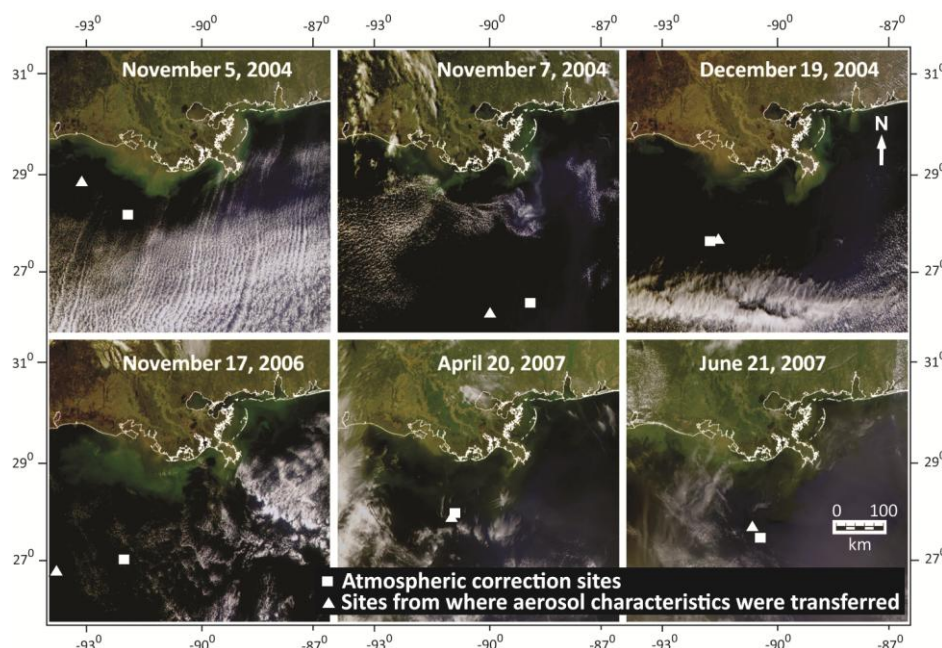 -93⁰ -90⁰ -87⁰ -93⁰ -90⁰ -87⁰ -93⁰ -90⁰ -87⁰
31⁰ November 5, 2004 November 7, 2004 December 19, 2004 31⁰
N
29⁰ 29⁰
27⁰ 27⁰
31⁰ November 17, 2006 April 20, 2007 June 21, 2007 31⁰
29⁰ 29⁰
0 100
km
27⁰ 27⁰
Atmospheric correction sites
Sites from where aerosol characteristics were transferred
-93⁰ -90⁰ -87⁰ -93⁰ -90⁰ -87⁰ -93⁰ -90⁰ -87⁰